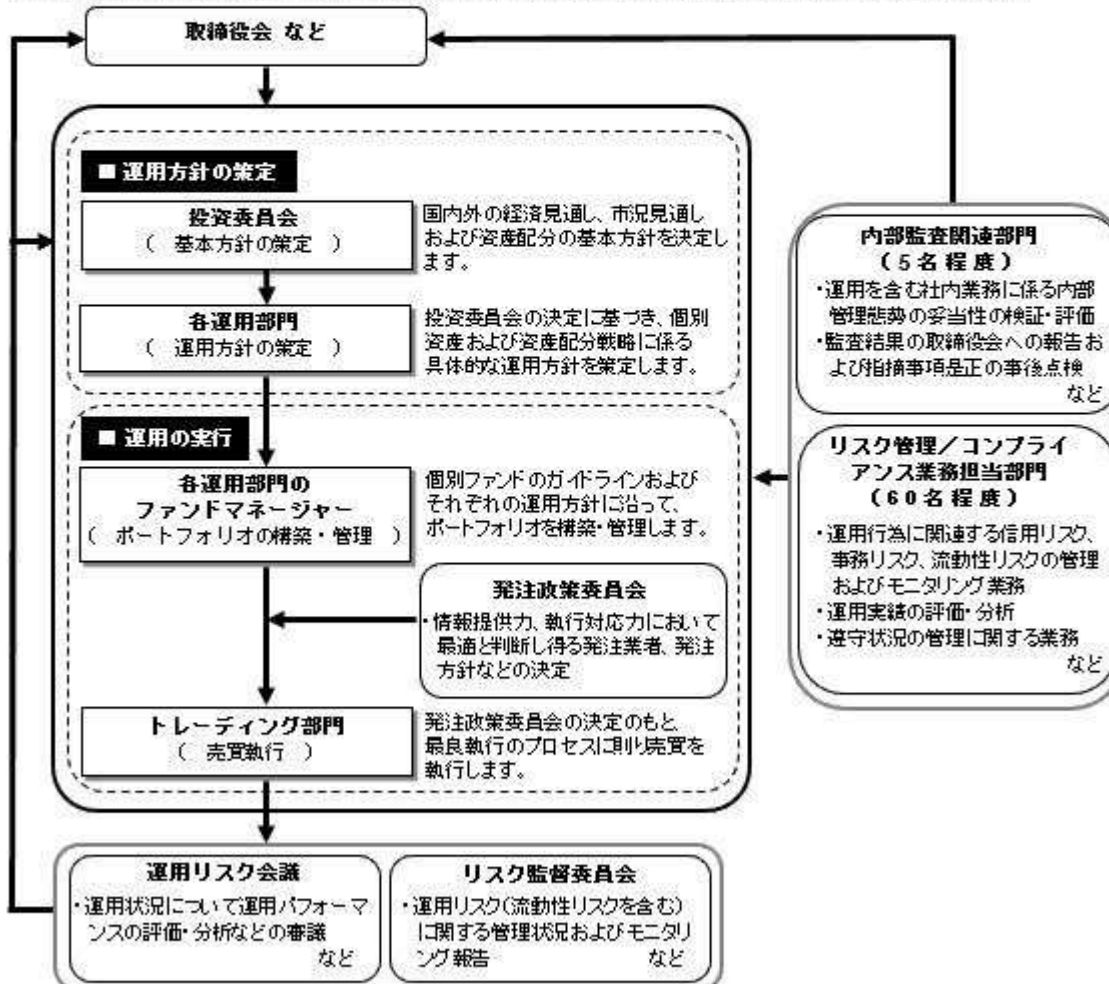 取締役会 など
■ 運用方針の策定
投資委員会
( 基本方針の策定 )
国内外の経済見通し、市況見通し
および資産配分の基本方針を決定し
ます。
各運用部門
( 運用方針の策定 )
投資委員会の決定に基づき、個別
資産および資産配分戦略に係る
具体的な運用方針を策定します。
■ 運用の実行
各運用部門の
ファンドマネージャー
( ポートフォリオの構築・管理 )
個別ファンドのガイドラインおよび
それぞれの運用方針に沿って、
ポートフォリオを構築・管理します。
発注政策委員会
・情報提供力、執行対応力において
最適と判断し得る発注業者、発注
方針などの決定
トレーディング部門
( 売買執行 )
発注政策委員会の決定のもと、
最良執行のプロセスに則り売買を
執行します。
内部監査関連部門
(5名程度)
・運用を含む社内業務に係る内部
管理態勢の妥当性の検証・評価
・監査結果の取締役会への報告お
よび指摘事項是正の事後点検
など
リスク管理/コンプライ
アンス業務担当部門
(60名程度)
・運用行為に関連する信用リスク、
事務リスク、流動性リスクの管理
およびモニタリング業務
・運用実績の評価・分析
・遵守状況の管理に関する業務
など
運用リスク会議
・運用状況について運用パフォーマ
ンスの評価・分析などの審議
など
リスク監督委員会
・運用リスク(流動性リスクを含む)
に関する管理状況およびモニタリ
ング報告 など